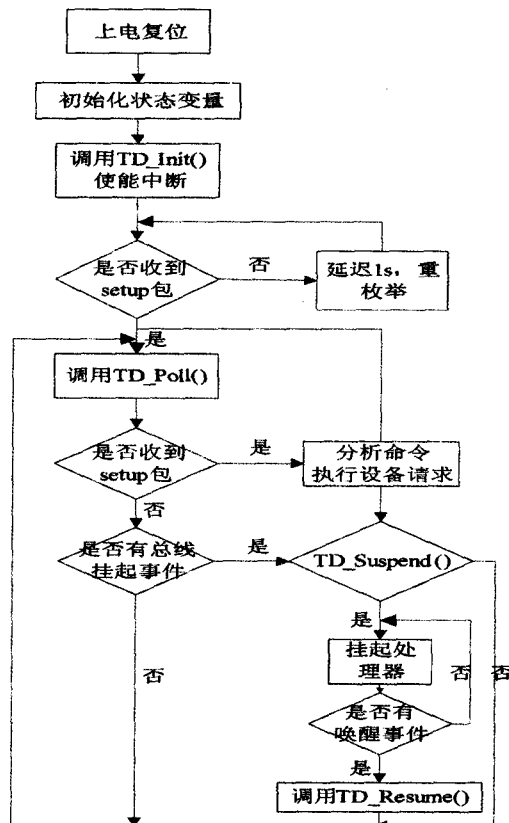 上电复位
初始化状态变量
调用TD_Init()
使能中断
是否收到
setup包
否
延迟1s，重
枚举
是
调用TD_Poll()
是否收到
setup包
是
分析命令
执行设备请求
否
是否有总线
挂起事件
是
TD_Suspend()
是
挂起处
理器
否
否
否
是否有
唤醒事件
是
调用TD_Resume()